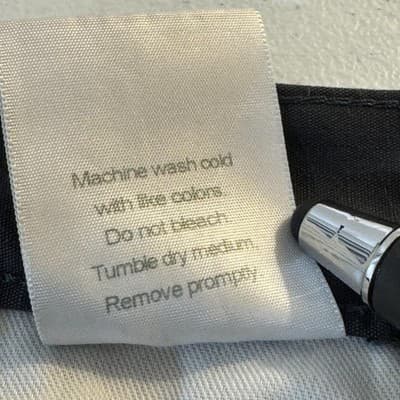 Machine wash cold
with like colors.
Do not bleach
Tumble dry medium,
Remove promptly